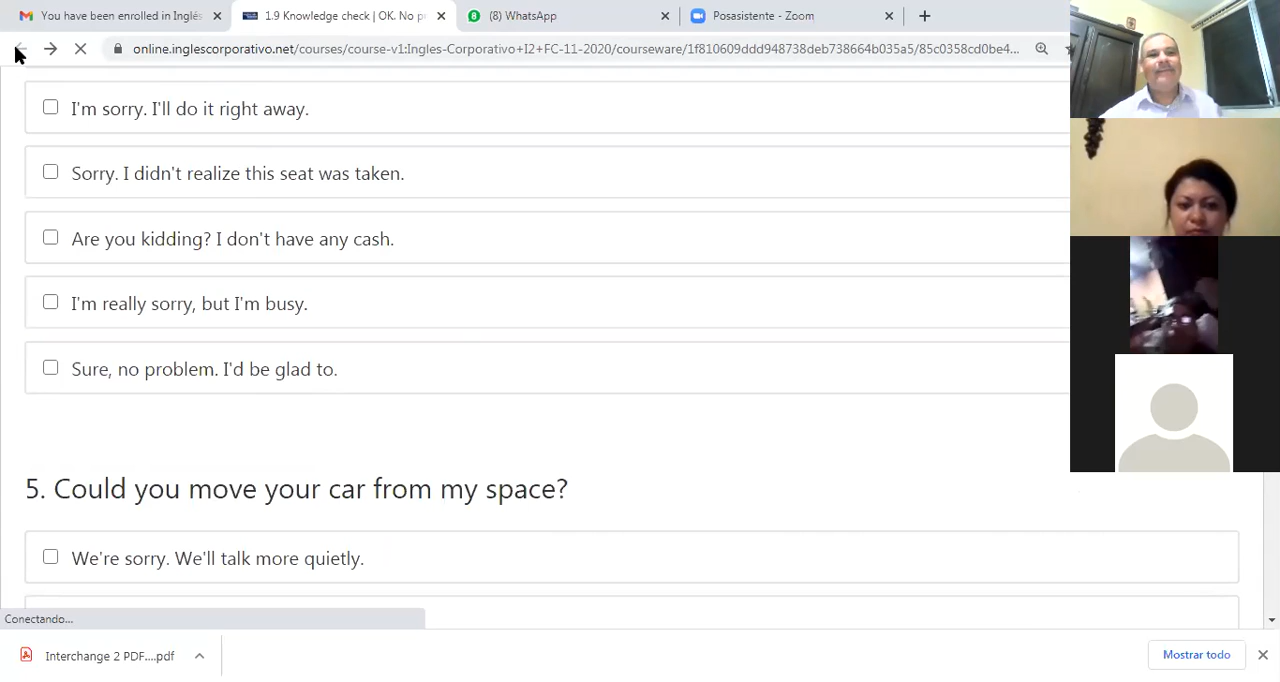 You have been enrolled in Inglés
1.9 Knowledge check | OK. No pr
(8) WhatsApp
Posasistente - Zoom
online.inglescorporativo.net/courses/course-v1:Ingles-Corporativo+I2+FC-11-2020/courseware/1f810609ddd948738deb738664b035a5/85c0358cd0be4...
I'm sorry. I'll do it right away.
Sorry. I didn't realize this seat was taken.
Are you kidding? I don't have any cash.
I'm really sorry, but I'm busy.
Sure, no problem. I'd be glad to.
5. Could you move your car from my space?
We're sorry. We'll talk more quietly.
Conectando...
Interchange 2 PDF....pdf
Mostrar todo